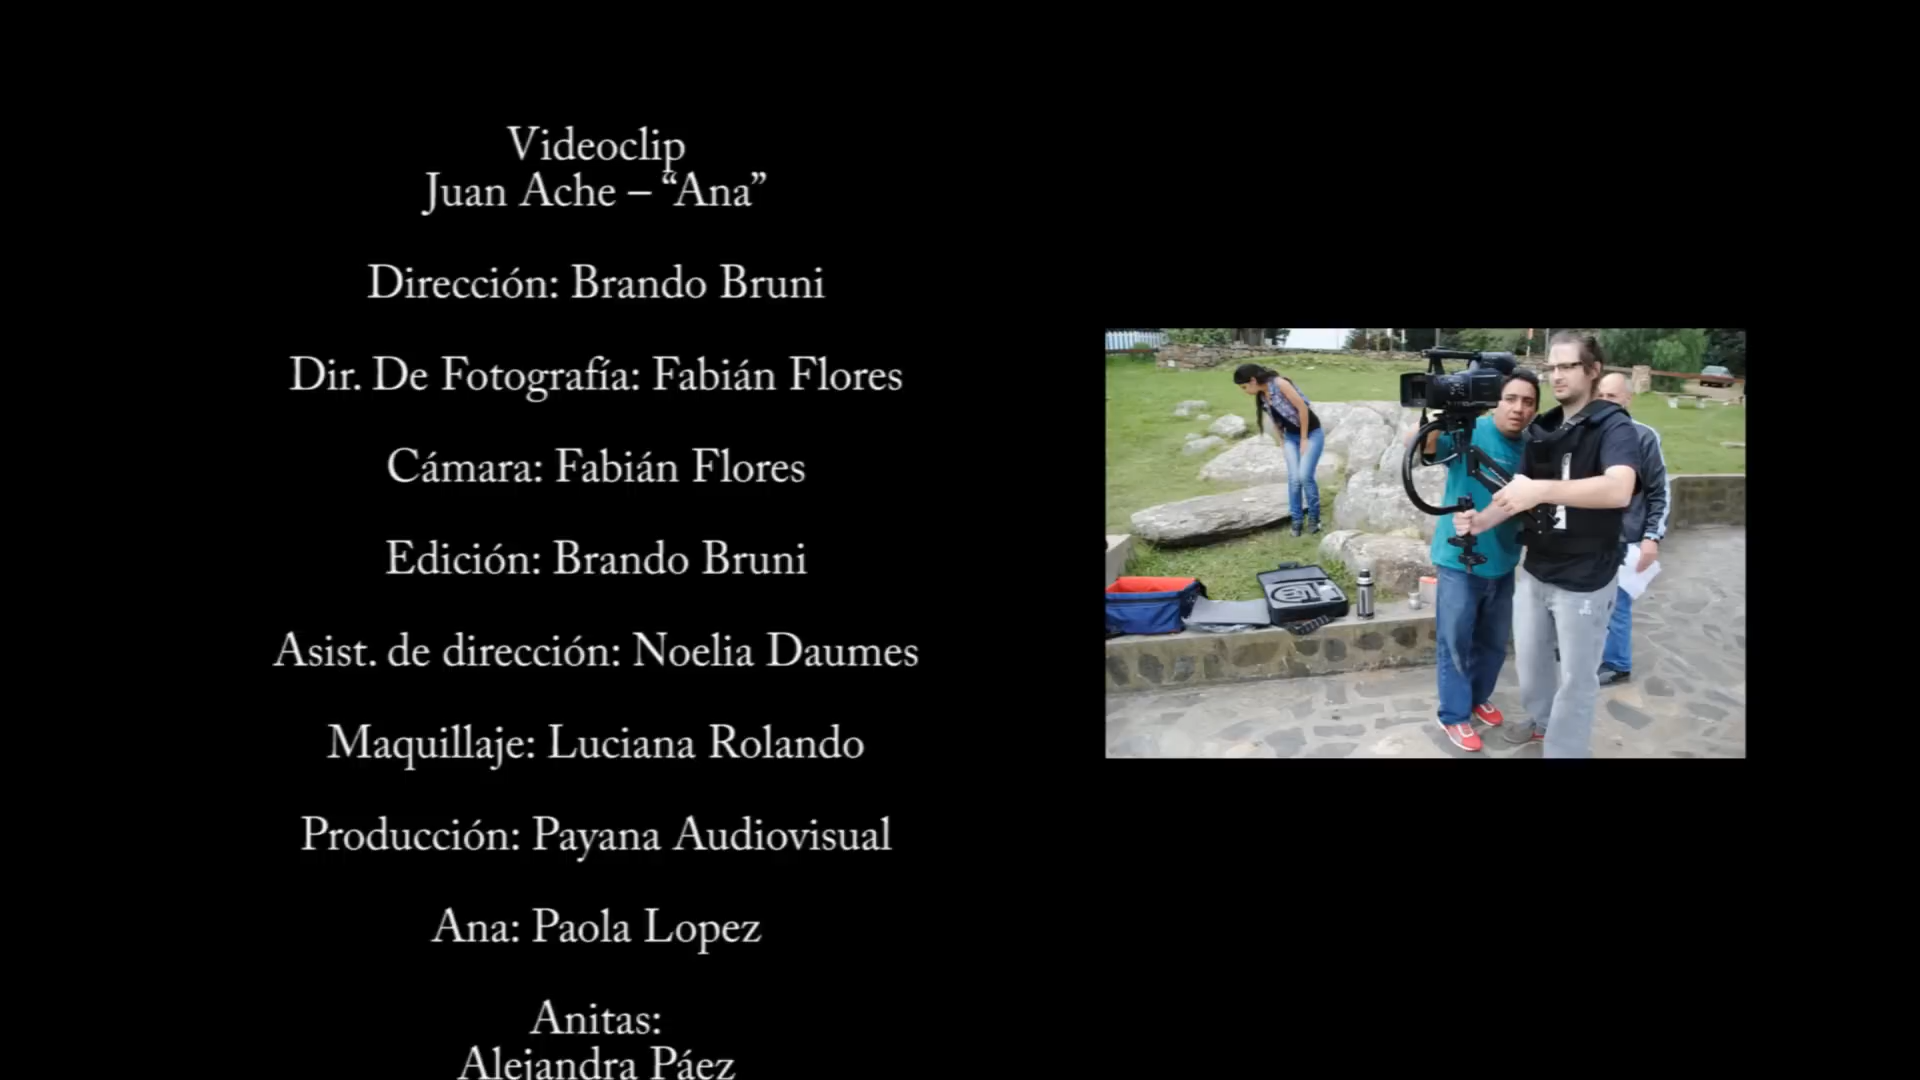 Videoclip
Juan Ache – “Ana”
Dirección: Brando Bruni
Dir. De Fotografía: Fabián Flores
Cámara: Fabián Flores
Edición: Brando Bruni
Asist. de dirección: Noelia Daumes
Maquillaje: Luciana Rolando
Producción: Payana Audiovisual
Ana: Paola Lopez
Anitas:
Alejandra Páez